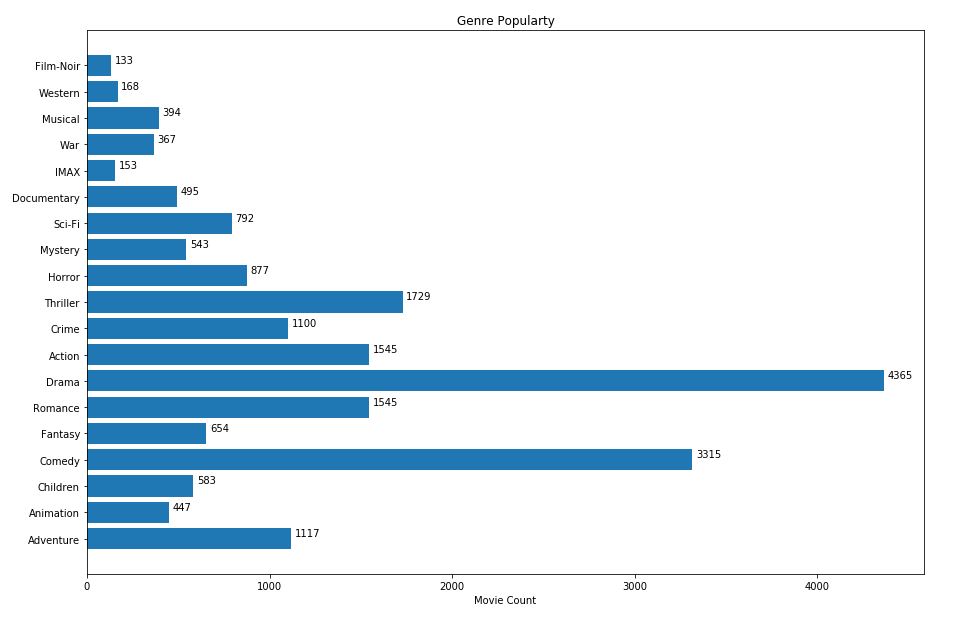 Genre Popularty
Film-Noir 133
Western 168
Musical 394
War 367
IMAX 153
Documentary 495
Sci-Fi 792
Mystery 543
Horror 877
Thriller 1729
Crime 1100
Action 1545
Drama 4365
Romance 1545
Fantasy 654
Comedy 3315
Children 583
Animation 447
Adventure 1117
0 1000 2000 3000 4000
Movie Count